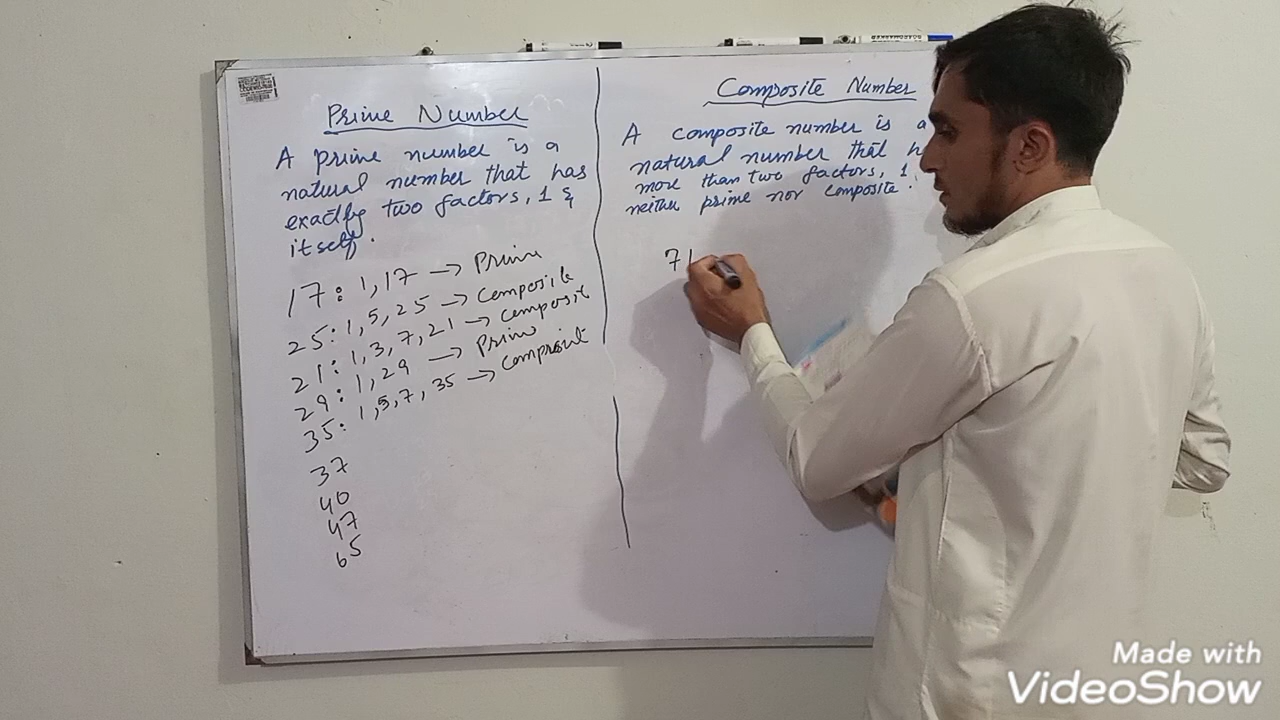 Prime Number
A prime number is a
natural number that has
exactly two factors, 1 &
itself.
17: 1, 17 → Prime
25: 1, 5, 25 → Composite
21: 1, 3, 7, 21 → Composit
29: 1, 29 → Prime
35: 1, 5, 7, 35 →
37
40
47
65
Composite Number
A composite number is a
natural number that
more than two factors, 1
neither prime nor composite.
71
Made with
VideoShow